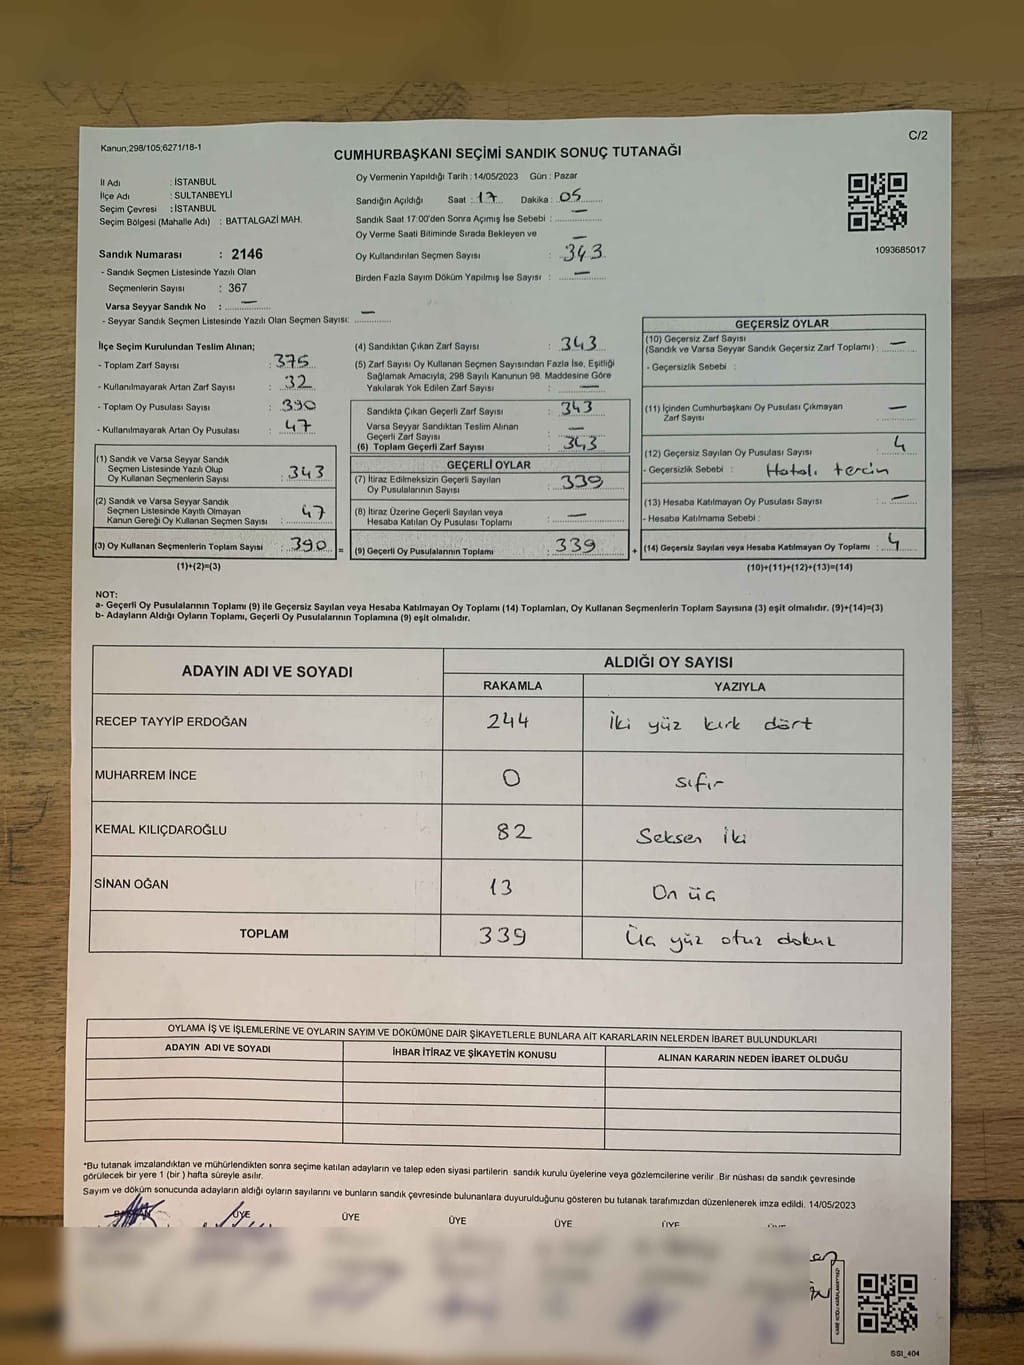 C/2
Kanun;298/105;6271/18-1
CUMHURBAŞKANI SEÇİMİ SANDIK SONUÇ TUTANAĞI
İl Adı : İSTANBUL
İlçe Adı : SULTANBEYLİ
Seçim Çevresi : İSTANBUL
Seçim Bölgesi (Mahalle Adı) : BATTALGAZİ MAH.
Sandık Numarası : 2146
- Sandık Seçmen Listesinde Yazılı Olan
Seçmenlerin Sayısı : 367
Varsa Seyyar Sandık No : —
- Seyyar Sandık Seçmen Listesinde Yazılı Olan Seçmen Sayısı: —
Oy Vermenin Yapıldığı Tarih : 14/05/2023 Gün : Pazar
Sandığın Açıldığı Saat : 17 Dakika : 05
Sandık Saat 17:00'den Sonra Açımış İse Sebebi : —
Oy Verme Saati Bitiminde Sırada Bekleyen ve —
Oy Kullandırılan Seçmen Sayısı : 343
Birden Fazla Sayım Döküm Yapılmış İse Sayısı : —
1093685017
İlçe Seçim Kurulundan Teslim Alınan;
- Toplam Zarf Sayısı : 375
- Kullanılmayarak Artan Zarf Sayısı : 32
- Toplam Oy Pusulası Sayısı : 390
- Kullanılmayarak Artan Oy Pusulası : 47
(1) Sandık ve Varsa Seyyar Sandık
Seçmen Listesinde Yazılı Olup
Oy Kullanan Seçmenlerin Sayısı : 343
(2) Sandık ve Varsa Seyyar Sandık
Seçmen Listesinde Kayıtlı Olmayan
Kanun Gereği Oy Kullanan Seçmen Sayısı : 47
(3) Oy Kullanan Seçmenlerin Toplam Sayısı : 390 =
(1)+(2)=(3)
(4) Sandıktan Çıkan Zarf Sayısı : 343
(5) Zarf Sayısı Oy Kullanan Seçmen Sayısından Fazla İse, Eşitliği
Sağlamak Amacıyla; 298 Sayılı Kanunun 98. Maddesine Göre
Yakılarak Yok Edilen Zarf Sayısı : —
Sandıkta Çıkan Geçerli Zarf Sayısı : 343
Varsa Seyyar Sandıktan Teslim Alınan
Geçerli Zarf Sayısı : —
(6) Toplam Geçerli Zarf Sayısı : 343
GEÇERLİ OYLAR
(7) İtiraz Edilmeksizin Geçerli Sayılan
Oy Pusulalarının Sayısı : 339
(8) İtiraz Üzerine Geçerli Sayılan veya
Hesaba Katılan Oy Pusulası Toplamı : —
(9) Geçerli Oy Pusulalarının Toplamı : 339 +
GEÇERSİZ OYLAR
(10) Geçersiz Zarf Sayısı
(Sandık ve Varsa Seyyar Sandık Geçersiz Zarf Toplamı) : —
- Geçersizlik Sebebi :
(11) İçinden Cumhurbaşkanı Oy Pusulası Çıkmayan
Zarf Sayısı : —
(12) Geçersiz Sayılan Oy Pusulası Sayısı : 4
- Geçersizlik Sebebi : Hatalı tercih
(13) Hesaba Katılmayan Oy Pusulası Sayısı : —
- Hesaba Katılmama Sebebi :
(14) Geçersiz Sayılan veya Hesaba Katılmayan Oy Toplamı : 4
(10)+(11)+(12)+(13)=(14)
NOT:
a- Geçerli Oy Pusulalarının Toplamı (9) ile Geçersiz Sayılan veya Hesaba Katılmayan Oy Toplamı (14) Toplamları, Oy Kullanan Seçmenlerin Toplam Sayısına (3) eşit olmalıdır. (9)+(14)=(3)
b- Adayların Aldığı Oyların Toplamı, Geçerli Oy Pusulalarının Toplamına (9) eşit olmalıdır.
ADAYIN ADI VE SOYADI ALDIĞI OY SAYISI
RAKAMLA YAZIYLA
RECEP TAYYİP ERDOĞAN 244 İki yüz kırk dört
MUHARREM İNCE 0 sıfır
KEMAL KILIÇDAROĞLU 82 Seksen iki
SİNAN OĞAN 13 On üç
TOPLAM 339 Üç yüz otuz dokuz
OYLAMA İŞ VE İŞLEMLERİNE VE OYLARIN SAYIM VE DÖKÜMÜNE DAİR ŞİKAYETLERLE BUNLARA AİT KARARLARIN NELERDEN İBARET BULUNDUKLARI
ADAYIN ADI VE SOYADI İHBAR İTİRAZ VE ŞİKAYETİN KONUSU ALINAN KARARIN NEDEN İBARET OLDUĞU
*Bu tutanak imzalandıktan ve mühürlendikten sonra seçime katılan adayların ve talep eden siyasi partilerin sandık kurulu üyelerine veya gözlemcilerine verilir. Bir nüshası da sandık çevresinde
görülecek bir yere 1 (bir ) hafta süreyle asılır.
Sayım ve döküm sonucunda adayların aldığı oyların sayılarını ve bunların sandık çevresinde bulunanlara duyurulduğunu gösteren bu tutanak tarafımızdan düzenlenerek imza edildi. 14/05/2023
BAŞKAN ÜYE ÜYE ÜYE ÜYE ÜYE ÜYE
SSI_404